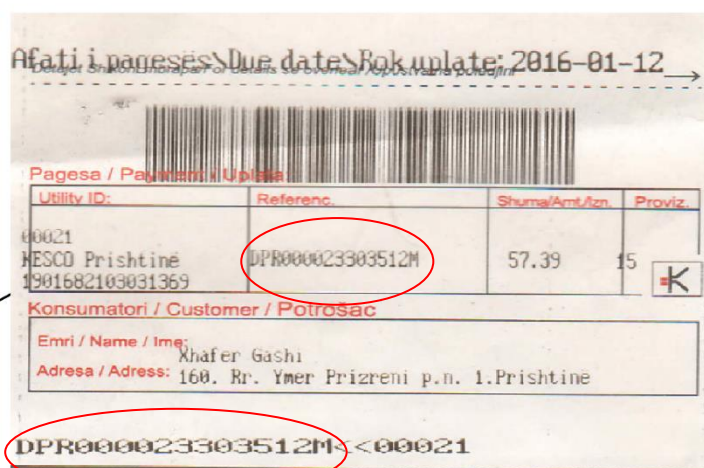 Afati i pageses\Due date\Rok uplate: 2016-01-12
Pagesa / Payment / Uplata:
Utility ID: Referenc. Shuma/Amt./Izn. Proviz.
00021
KESCO Prishtinë DPR000023303512M 57.39 15
1901682103031369
K
Konsumatori / Customer / Potrošač
Emri / Name / Ime:
Xhafer Gashi
Adresa / Adress: 160. Rr. Ymer Prizreni p.n. 1.Prishtine
DPR000023303512M<<00021